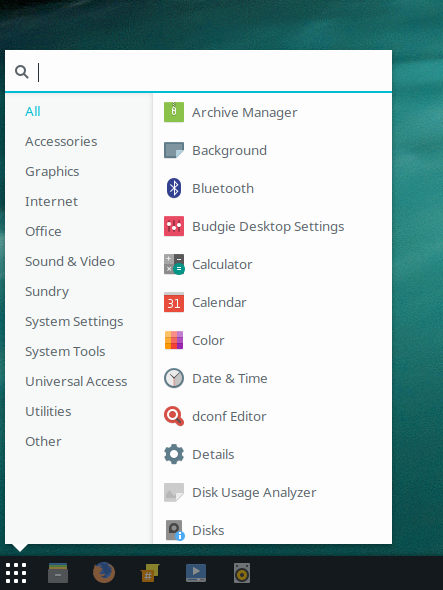 All
Accessories
Graphics
Internet
Office
Sound & Video
Sundry
System Settings
System Tools
Universal Access
Utilities
Other
Archive Manager
Background
Bluetooth
Budgie Desktop Settings
Calculator
31 Calendar
Color
Date & Time
dconf Editor
Details
Disk Usage Analyzer
Disks